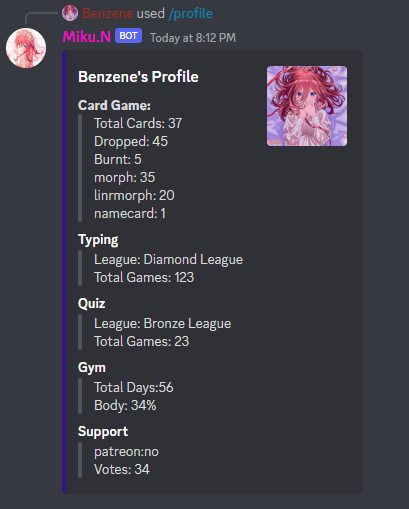 Benzene used /profile
Miku.N BOT Today at 8:12 PM
Benzene's Profile
Card Game:
Total Cards: 37
Dropped: 45
Burnt: 5
morph: 35
linrmorph: 20
namecard: 1
Typing
League: Diamond League
Total Games: 123
Quiz
League: Bronze League
Total Games: 23
Gym
Total Days:56
Body: 34%
Support
patreon:no
Votes: 34